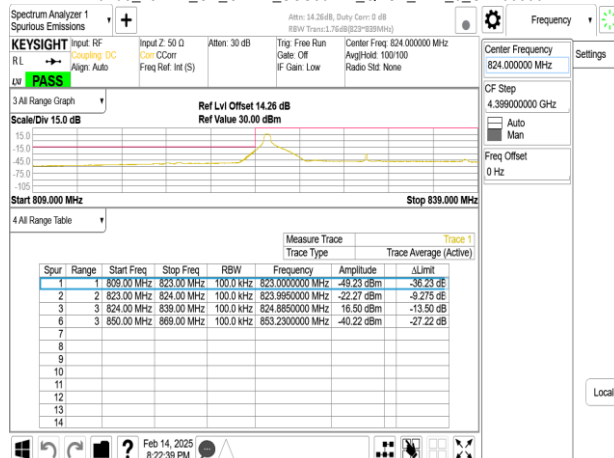 Spectrum Analyzer 1
Spurious Emissions
▼
+
Attn: 14.26dB, Duty Corr: 0 dB
RBW Trans:1.76dB(823~839MHz)
Frequency
KEYSIGHT
Input: RF
Coupling: DC
Align: Auto
Input Z: 50 Ω
Corr CCorr
Freq Ref: Int (S)
Atten: 30 dB
Trig: Free Run
Gate: Off
IF Gain: Low
Center Freq: 824.000000 MHz
Avg|Hold: 100/100
Radio Std: None
RL
LXI
PASS
Center Frequency
824.000000 MHz
Settings
CF Step
4.399000000 GHz
Auto
Man
Freq Offset
0 Hz
3 All Range Graph
Scale/Div 15.0 dB
Ref Lvl Offset 14.26 dB
Ref Value 30.00 dBm
15.0
-15.0
-45.0
-75.0
-105
Start 809.000 MHz
Stop 839.000 MHz
4 All Range Table
Measure Trace Trace 1
Trace Type Trace Average (Active)
Spur Range Start Freq Stop Freq RBW Frequency Amplitude ΔLimit
1 1 809.00 MHz 823.00 MHz 100.0 kHz 823.0000000 MHz -49.23 dBm -36.23 dB
2 2 823.00 MHz 824.00 MHz 100.0 kHz 823.9950000 MHz -22.27 dBm -9.275 dB
3 3 824.00 MHz 839.00 MHz 100.0 kHz 824.8850000 MHz 16.50 dBm -13.50 dB
6 3 850.00 MHz 869.00 MHz 100.0 kHz 853.2300000 MHz -40.22 dBm -27.22 dB
7
8
9
10
11
12
13
14
Local
?
Feb 14, 2025
8:22:39 PM